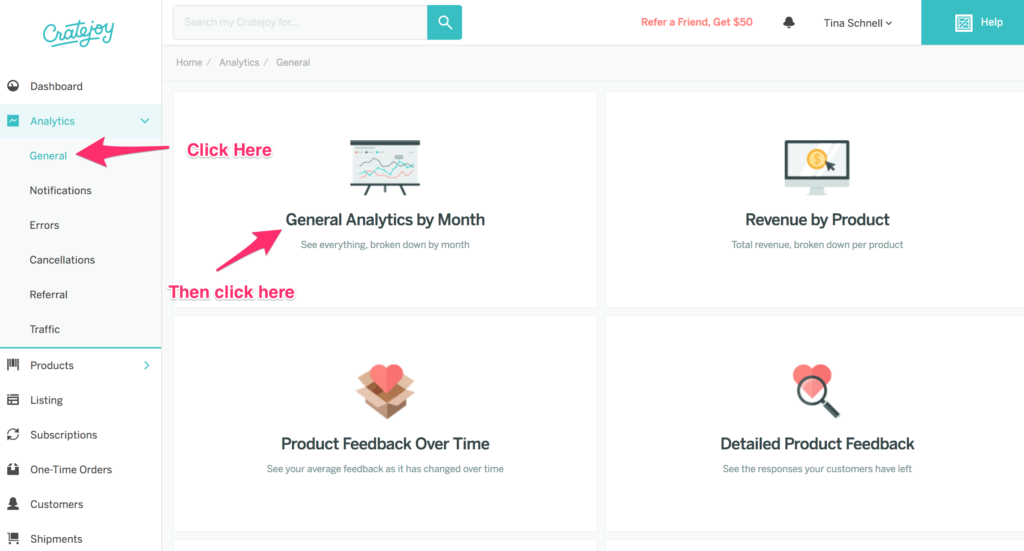 Cratejoy
Search my Cratejoy for...
Refer a Friend, Get $50
Tina Schnell
Help
Home / Analytics / General
Dashboard
Analytics
General
Notifications
Errors
Cancellations
Referral
Traffic
Products
Listing
Subscriptions
One-Time Orders
Customers
Shipments
Click Here
General Analytics by Month
See everything, broken down by month
Then click here
Revenue by Product
Total revenue, broken down per product
Product Feedback Over Time
See your average feedback as it has changed over time
Detailed Product Feedback
See the responses your customers have left